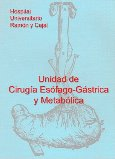 Hospital
Universitario
Ramón y Cajal
Unidad de
Cirugía Esófago-Gástrica
y Metabólica